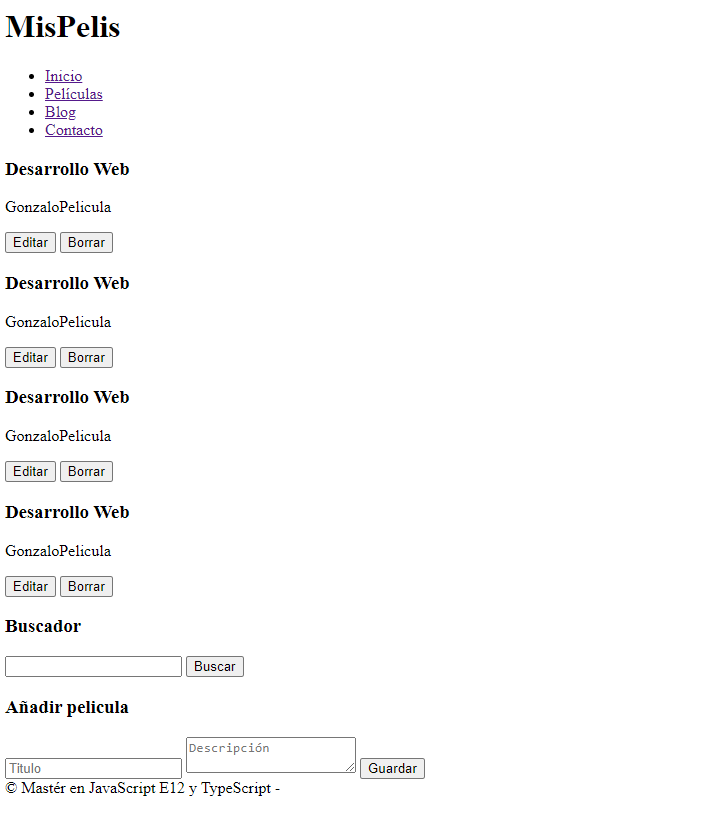 MisPelis
Inicio
Películas
Blog
Contacto
Desarrollo Web
GonzaloPelicula
Editar Borrar
Desarrollo Web
GonzaloPelicula
Editar Borrar
Desarrollo Web
GonzaloPelicula
Editar Borrar
Desarrollo Web
GonzaloPelicula
Editar Borrar
Buscador
Buscar
Añadir pelicula
Titulo Descripción Guardar
© Mastér en JavaScript E12 y TypeScript -